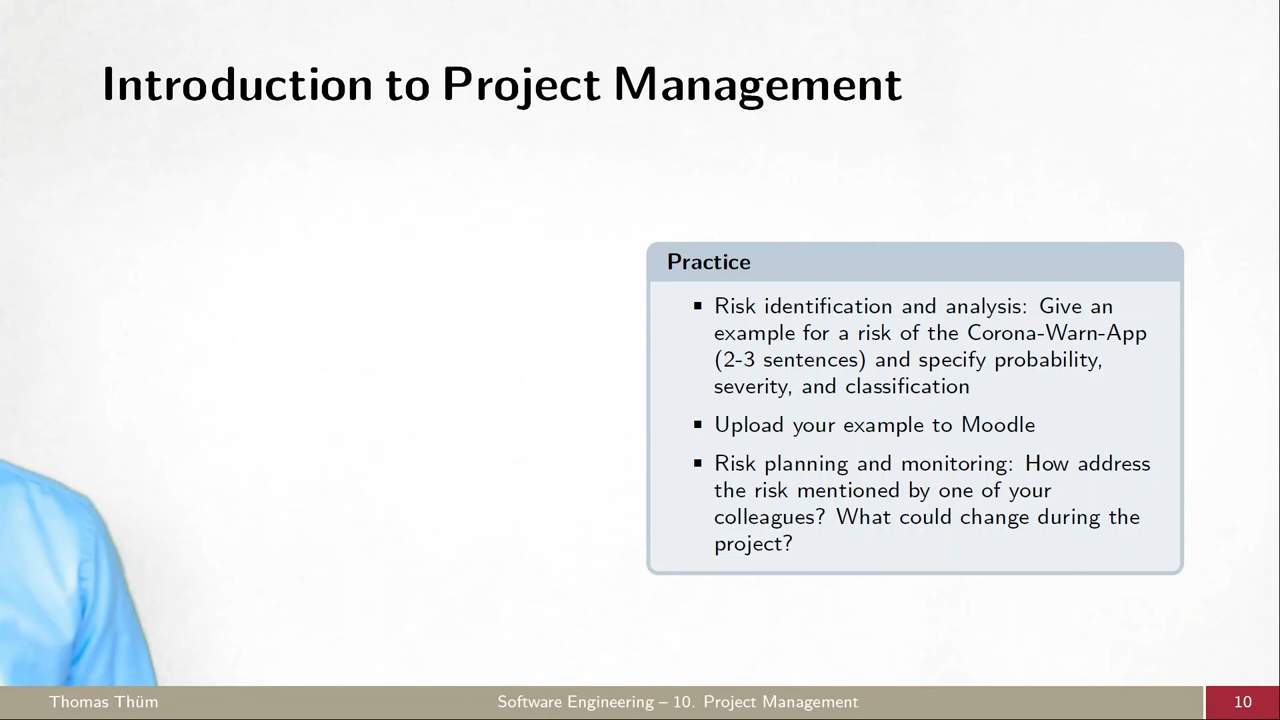 Introduction to Project Management
Practice
▪ Risk identification and analysis: Give an
example for a risk of the Corona-Warn-App
(2-3 sentences) and specify probability,
severity, and classification
▪ Upload your example to Moodle
▪ Risk planning and monitoring: How address
the risk mentioned by one of your
colleagues? What could change during the
project?
Thomas Thüm
Software Engineering – 10. Project Management
10